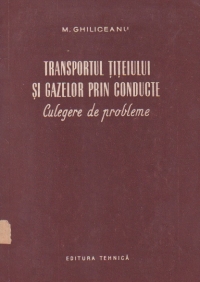 M. GHILICEANU
TRANSPORTUL ȚIȚEIULUI
ȘI GAZELOR PRIN CONDUCTE
Culegere de probleme
EDITURA TEHNICĂ